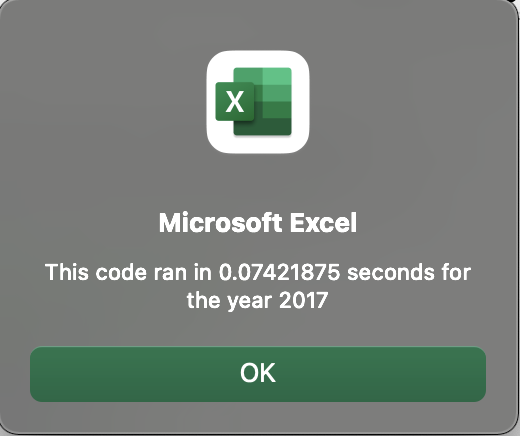 X
Microsoft Excel
This code ran in 0.07421875 seconds for
the year 2017
OK